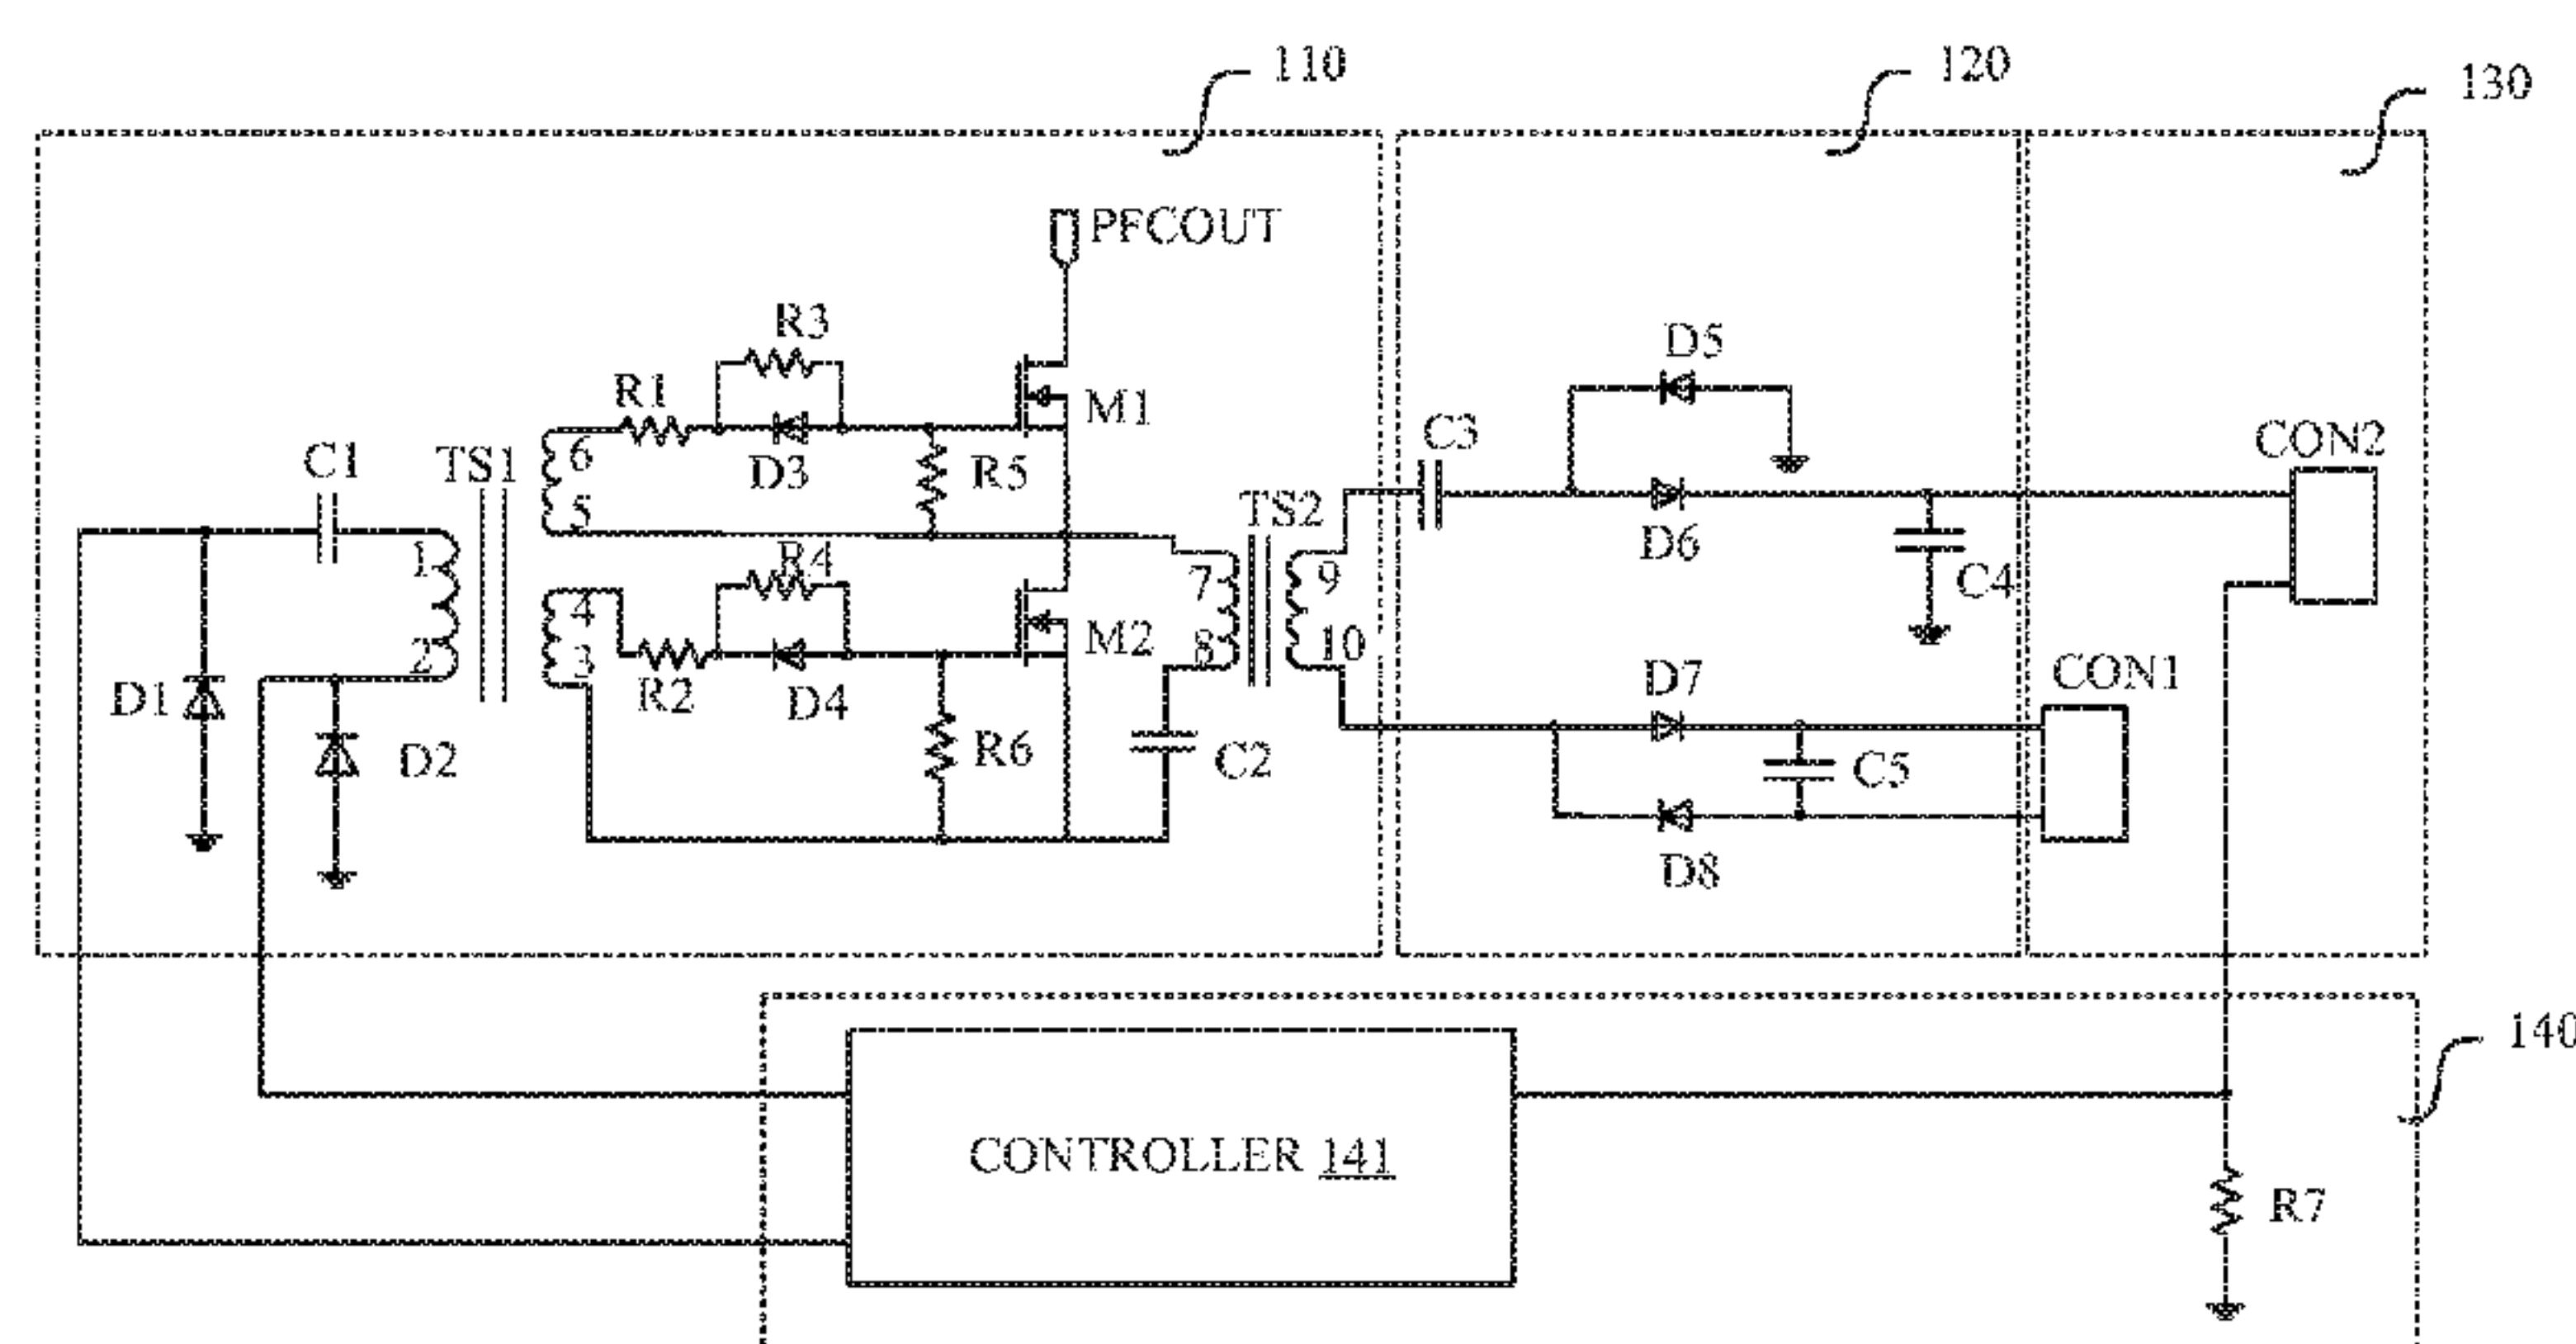 110
120
130
PFCOUT
R3
D5
R1
M1
C3
CON2
C1
TS1
6
D3
R5
5
TS2
D6
1
R4
7
9
C4
4
2
3
M2
8
10
D1
R2
D4
D7
CON1
D2
R6
C2
C5
D8
140
CONTROLLER 141
R7